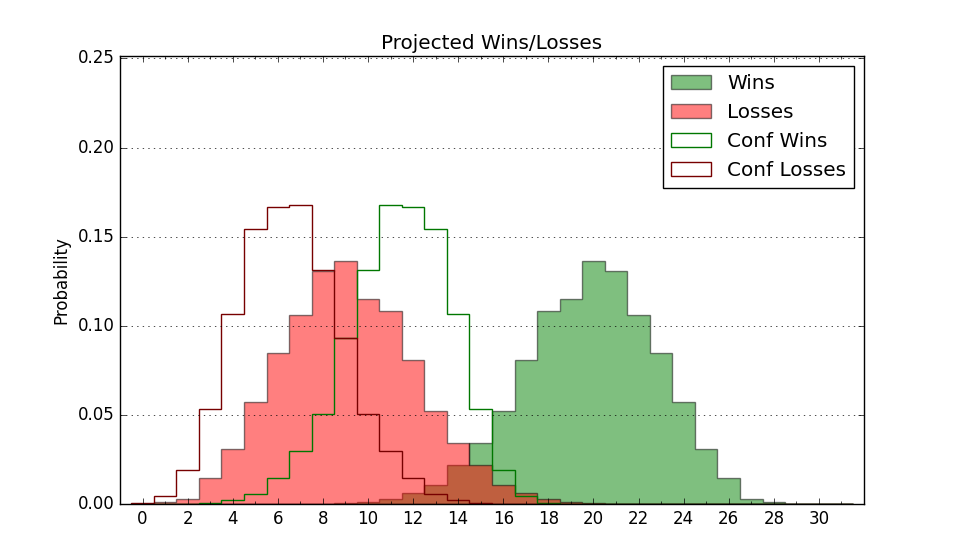 Projected Wins/Losses
0.25
0.20
0.15
0.10
0.05
0.00
Probability
Wins
Losses
Conf Wins
Conf Losses
0 2 4 6 8 10 12 14 16 18 20 22 24 26 28 30